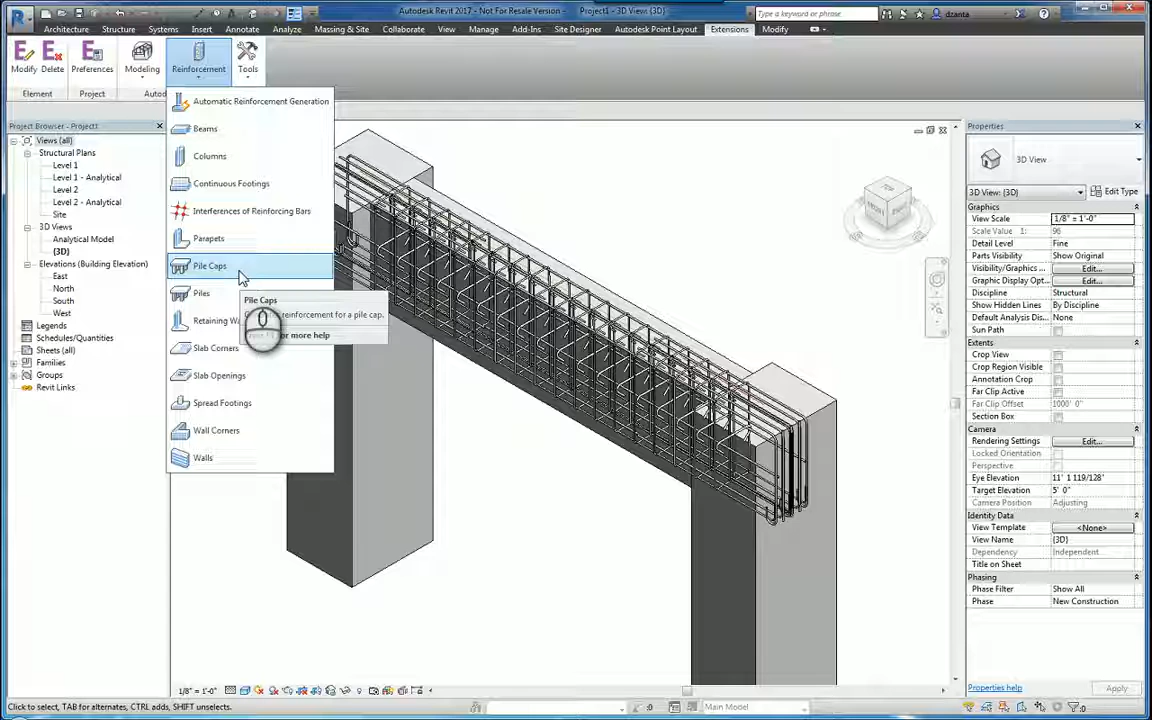 Autodesk Revit 2017 - Not For Resale Version - Project1 - 3D View: {3D}
Type a keyword or phrase
dzanta
Architecture Structure Systems Insert Annotate Analyze Massing & Site Collaborate View Manage Add-Ins Site Designer Autodesk Point Layout Extensions Modify
Modify Delete Preferences Modeling Reinforcement Tools
Element Project Autod
Project Browser - Project1
Views (all)
Structural Plans
Level 1
Level 1 - Analytical
Level 2
Level 2 - Analytical
Site
3D Views
Analytical Model
{3D}
Elevations (Building Elevation)
East
North
South
West
Legends
Schedules/Quantities
Sheets (all)
Families
Groups
Revit Links
Automatic Reinforcement Generation
Beams
Columns
Continuous Footings
Interferences of Reinforcing Bars
Parapets
Pile Caps
Piles
Retaining W
Slab Corners
Slab Openings
Spread Footings
Wall Corners
Walls
Pile Caps
reinforcement for a pile cap.
or more help
TOP
Properties
3D View
3D View: {3D} Edit Type
Graphics
View Scale 1/8" = 1'-0"
Scale Value 1: 96
Detail Level Fine
Parts Visibility Show Original
Visibility/Graphics ... Edit...
Graphic Display Opt... Edit...
Discipline Structural
Show Hidden Lines By Discipline
Default Analysis Disp... None
Sun Path
Extents
Crop View
Crop Region Visible
Annotation Crop
Far Clip Active
Far Clip Offset 1000' 0"
Section Box
Camera
Rendering Settings Edit...
Locked Orientation
Perspective
Eye Elevation 11' 1 119/128"
Target Elevation 5' 0"
Camera Position Adjusting
Identity Data
View Template <None>
View Name {3D}
Dependency Independent
Title on Sheet
Phasing
Phase Filter Show All
Phase New Construction
Properties help Apply
1/8" = 1'-0"
Click to select, TAB for alternates, CTRL adds, SHIFT unselects.
:0
Main Model
:0